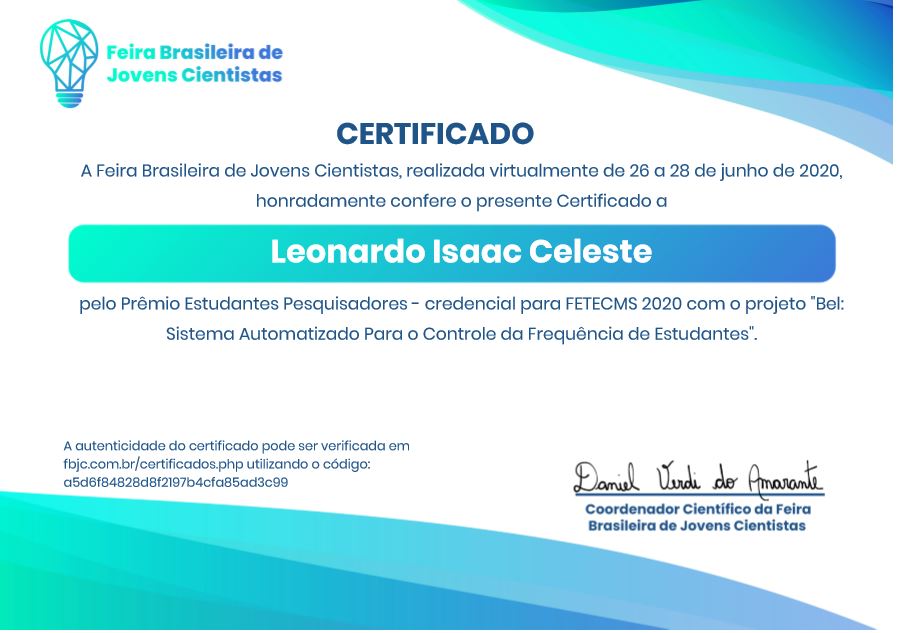 Feira Brasileira de
Jovens Cientistas
CERTIFICADO
A Feira Brasileira de Jovens Cientistas, realizada virtualmente de 26 a 28 de junho de 2020,
honradamente confere o presente Certificado a
Leonardo Isaac Celeste
pelo Prêmio Estudantes Pesquisadores - credencial para FETECMS 2020 com o projeto "Bel:
Sistema Automatizado Para o Controle da Frequência de Estudantes".
A autenticidade do certificado pode ser verificada em
fbjc.com.br/certificados.php utilizando o código:
a5d6f84828d8f2197b4cfa85ad3c99
Daniel Verdi do Amarante
Coordenador Científico da Feira
Brasileira de Jovens Cientistas